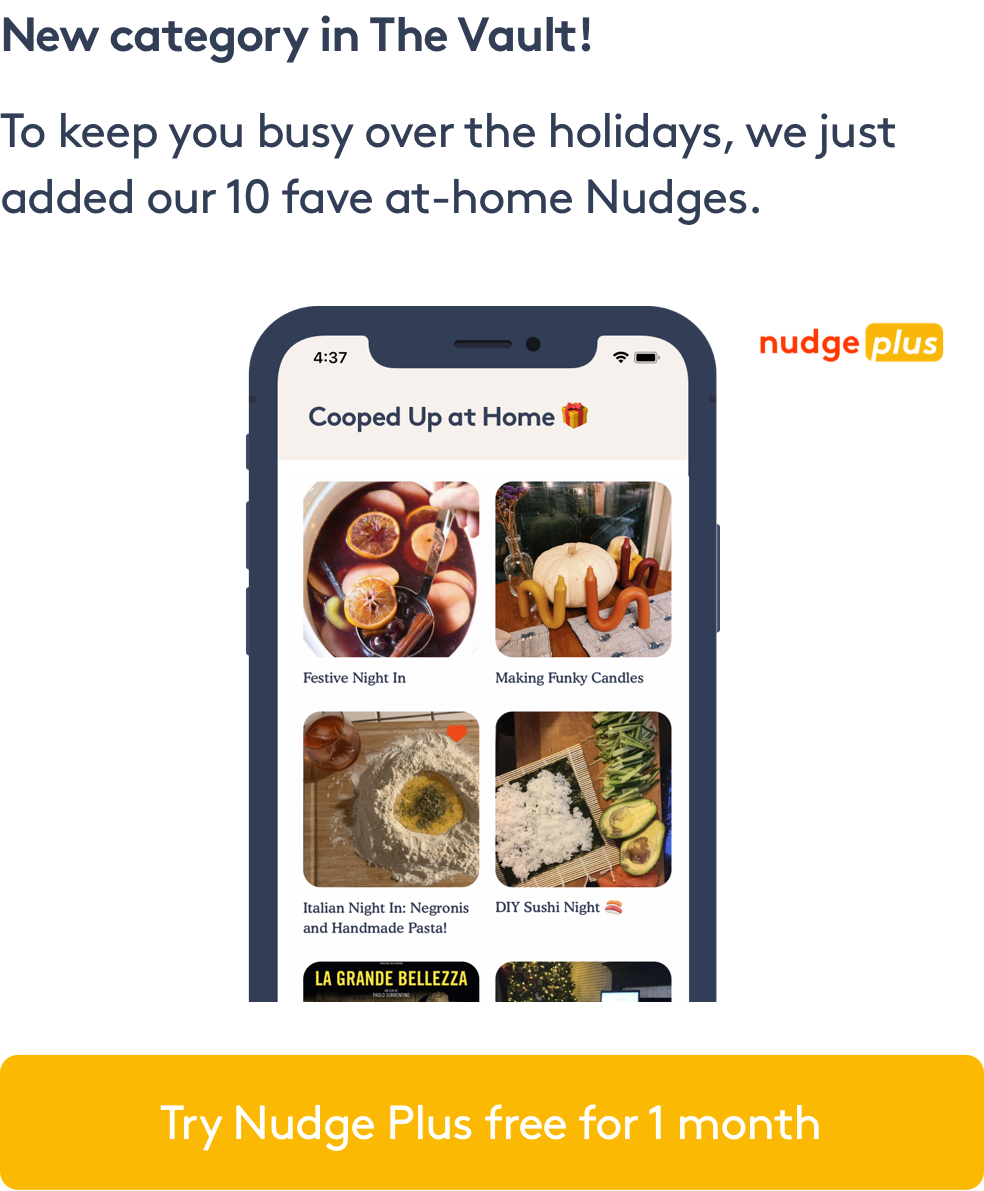 New category in The Vault!
To keep you busy over the holidays, we just
added our 10 fave at-home Nudges.
nudge plus
4:37
Cooped Up at Home 🎁
Festive Night In
Making Funky Candles
Italian Night In: Negronis
and Handmade Pasta!
DIY Sushi Night 🍣
LA GRANDE BELLEZZA
PAOLO SORRENTINO
Try Nudge Plus free for 1 month